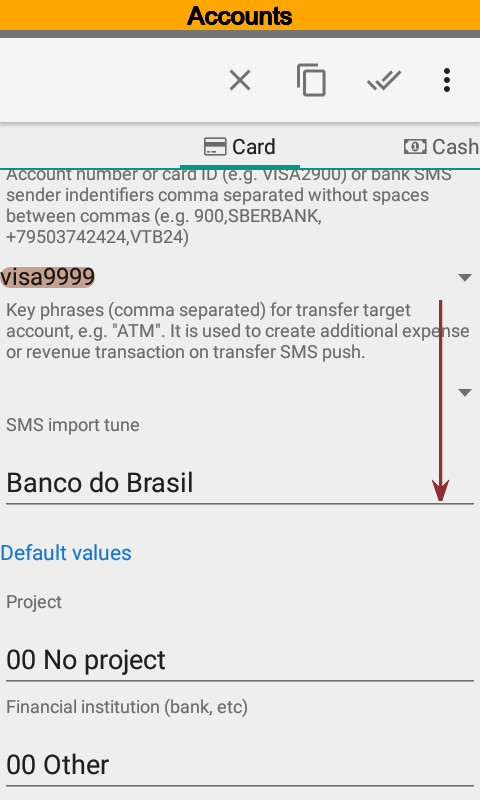 Accounts
Card
Cash
Account number or card ID (e.g. VISA2900) or bank SMS
sender indentifiers comma separated without spaces
between commas (e.g. 900,SBERBANK,
+79503742424,VTB24)
visa9999
Key phrases (comma separated) for transfer target
account, e.g. "ATM". It is used to create additional expense
or revenue transaction on transfer SMS push.
SMS import tune
Banco do Brasil
Default values
Project
00 No project
Financial institution (bank, etc)
00 Other